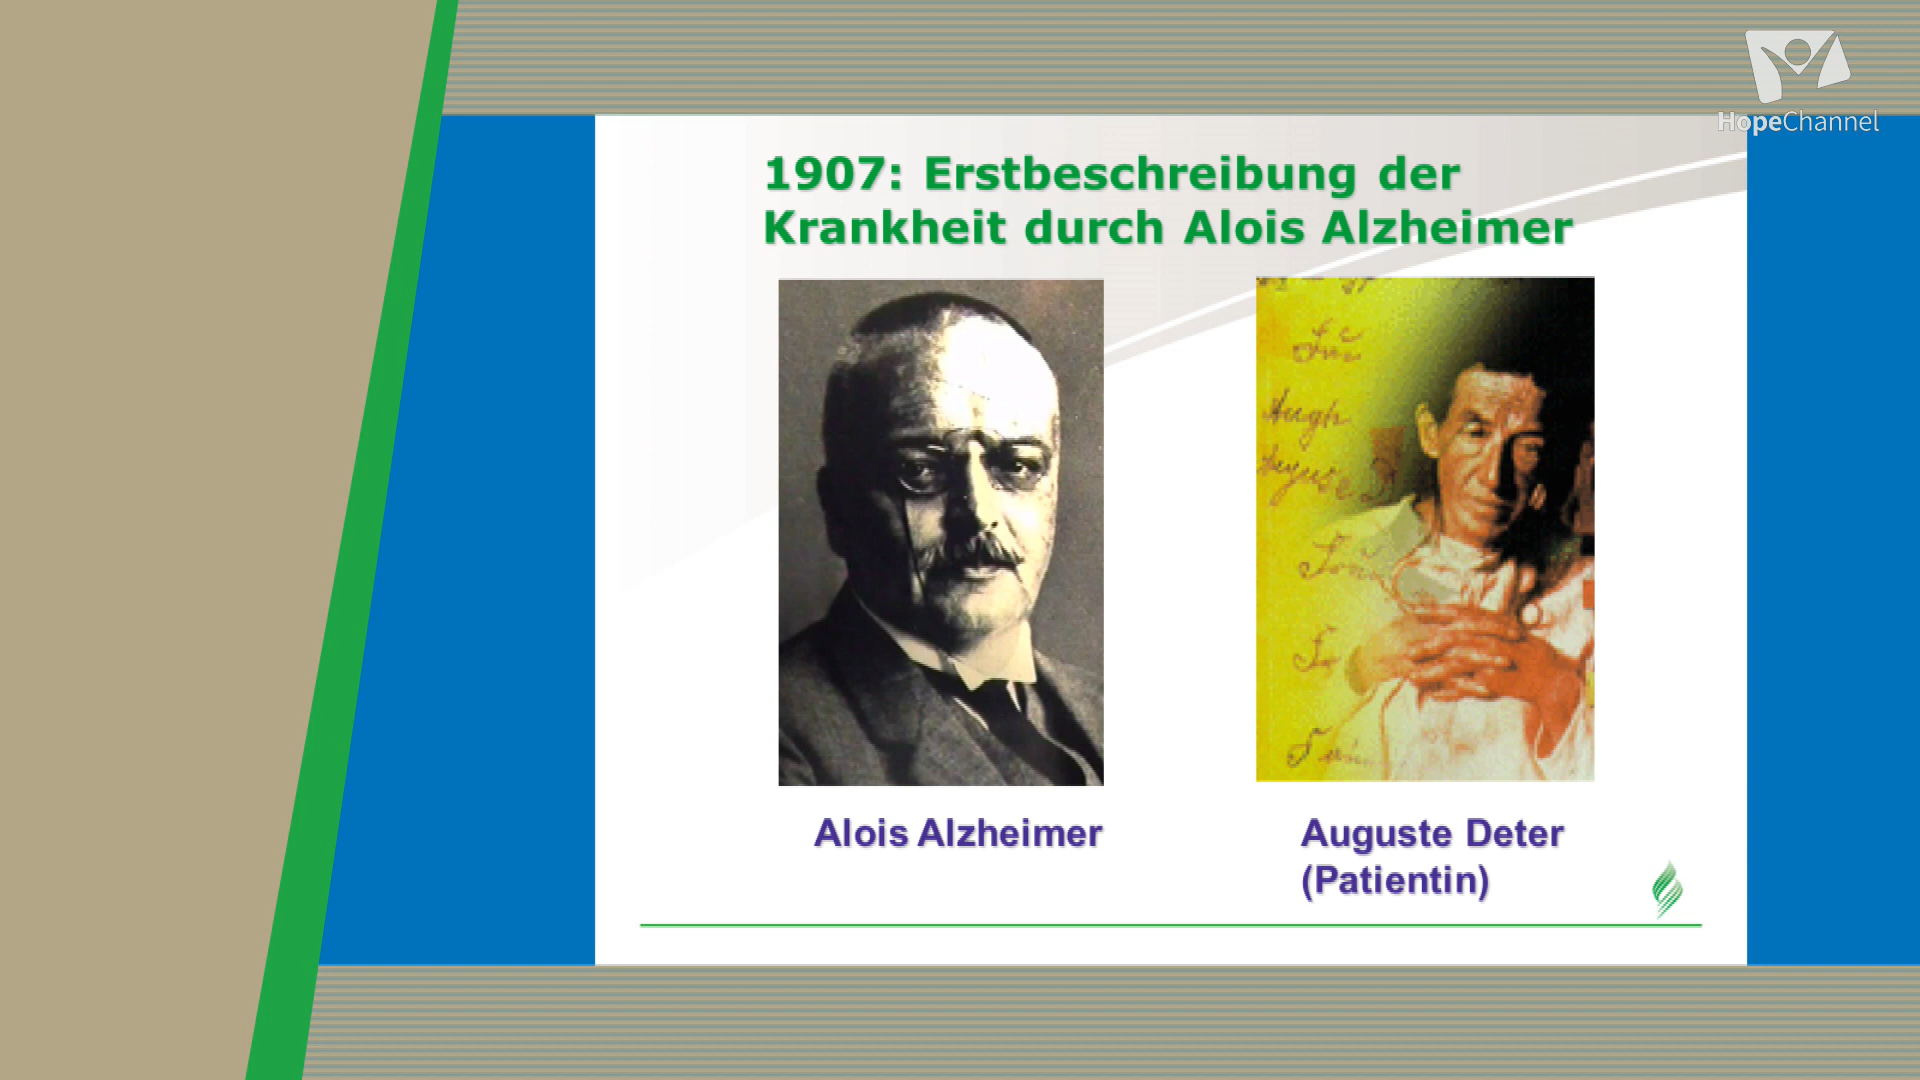 HopeChannel
1907: Erstbeschreibung der
Krankheit durch Alois Alzheimer
Alois Alzheimer
Auguste Deter
(Patientin)